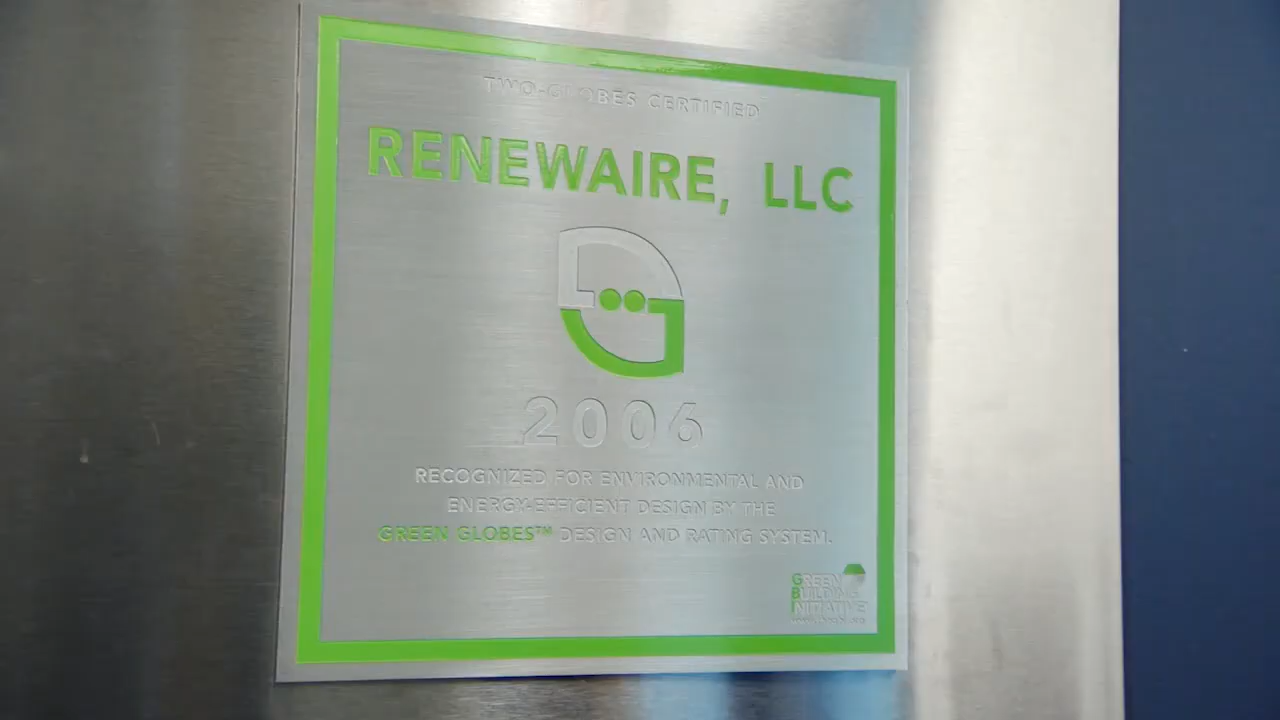 TWO-GLOBES CERTIFIED
RENEWAIRE, LLC
2006
RECOGNIZED FOR ENVIRONMENTAL AND
ENERGY-EFFICIENT DESIGN BY THE
GREEN GLOBES™ DESIGN AND RATING SYSTEM.
GREEN
BUILDING
INITIATIVE